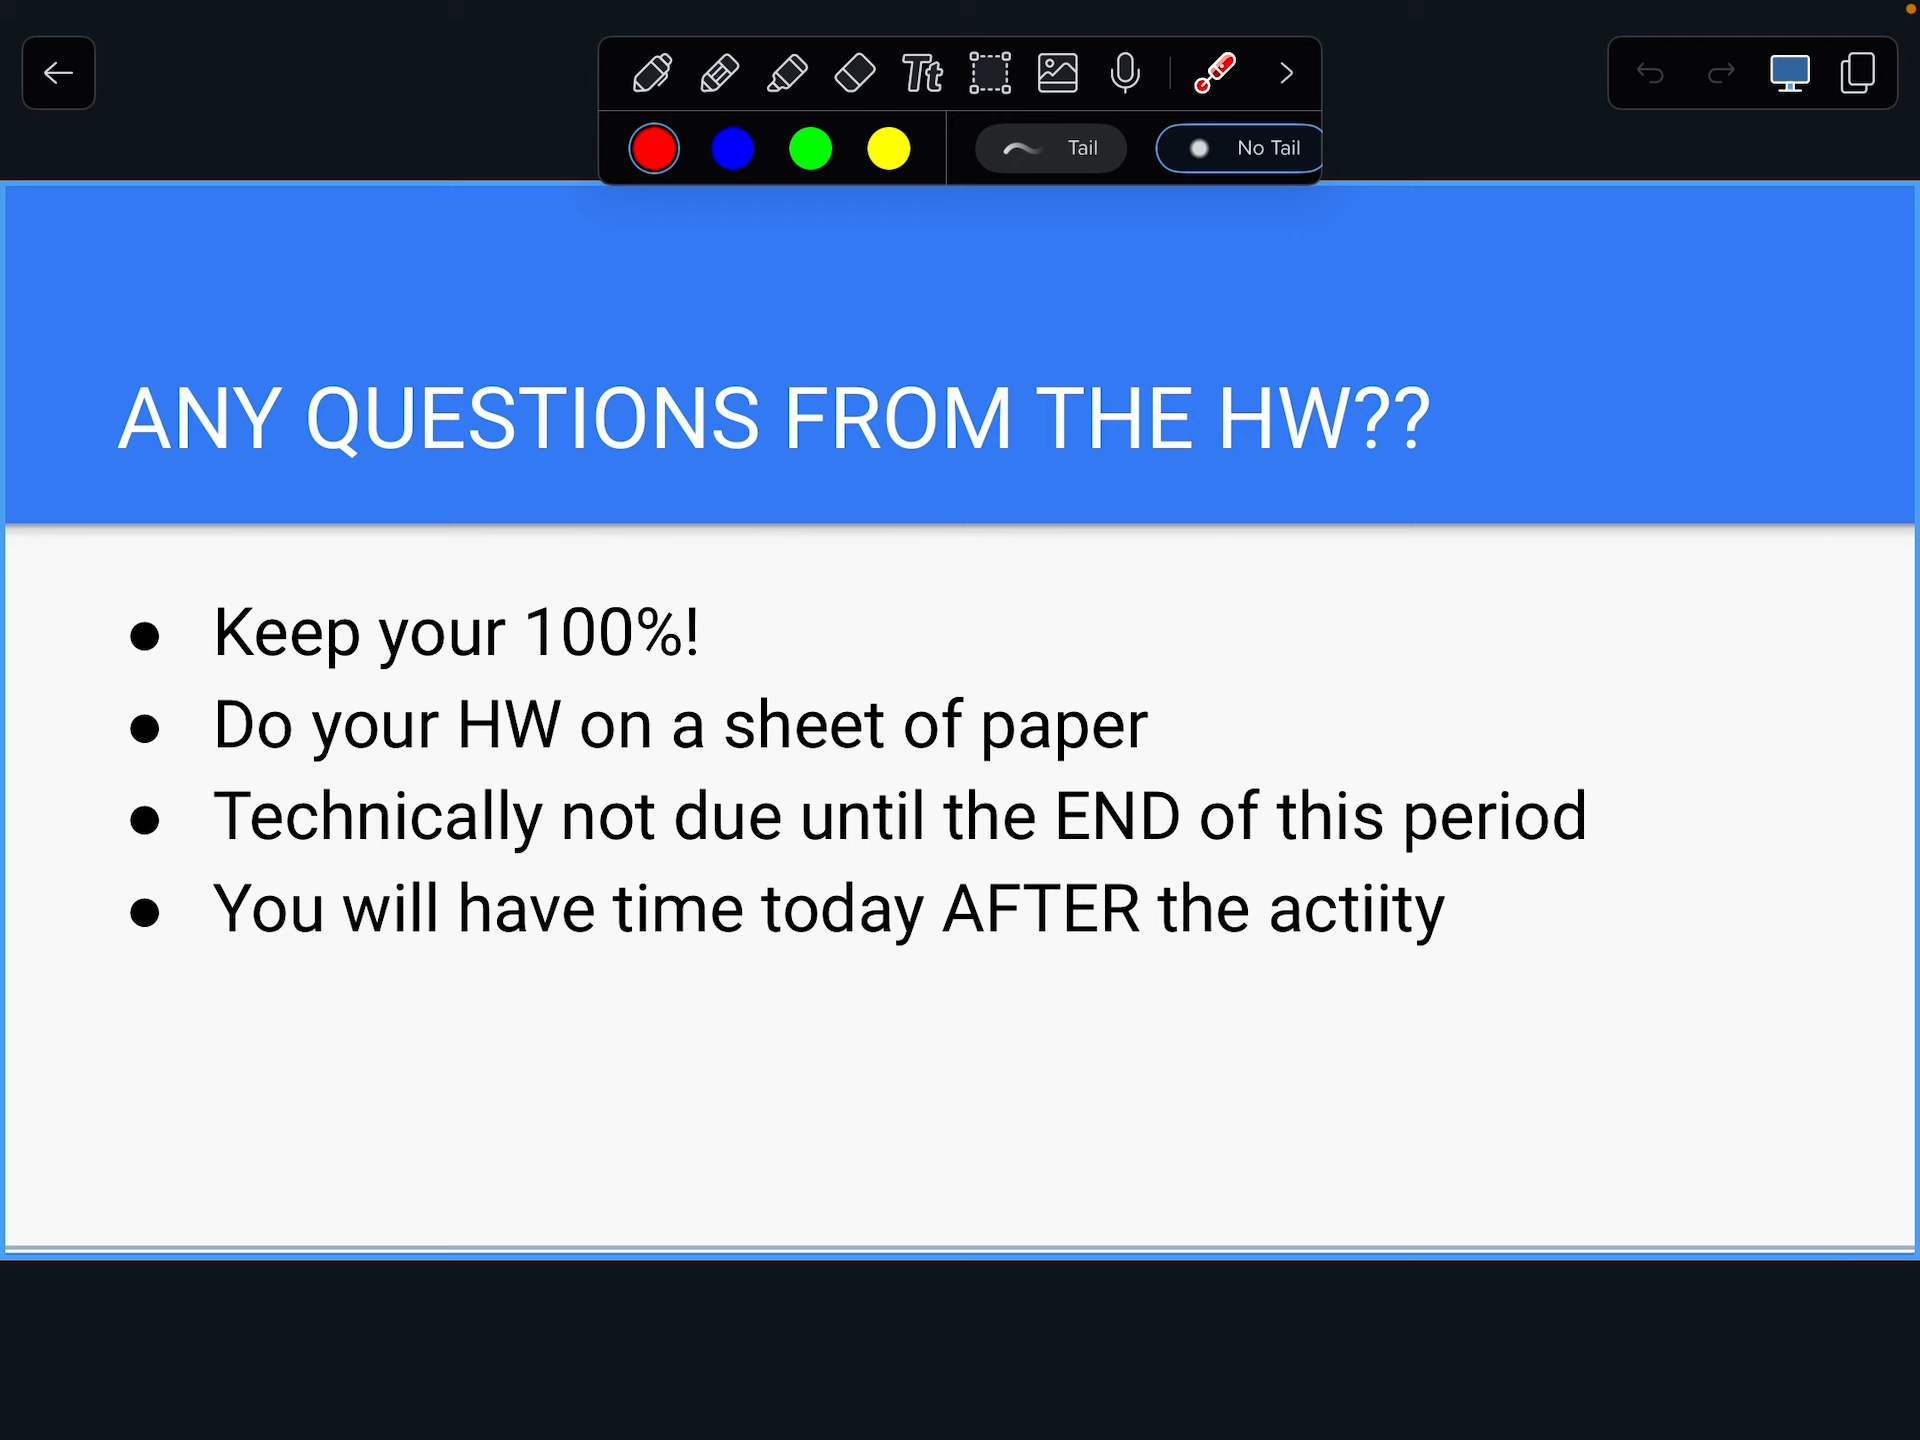 Tt
Tail
No Tail
ANY QUESTIONS FROM THE HW??
● Keep your 100%!
● Do your HW on a sheet of paper
● Technically not due until the END of this period
● You will have time today AFTER the actiity